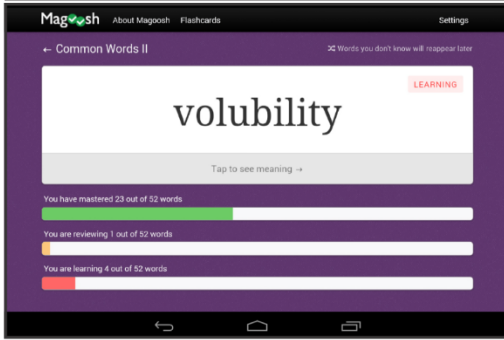 Magoosh About Magoosh Flashcards Settings
← Common Words II Words you don't know will reappear later
LEARNING
volubility
Tap to see meaning →
You have mastered 23 out of 52 words
You are reviewing 1 out of 52 words
You are learning 4 out of 52 words